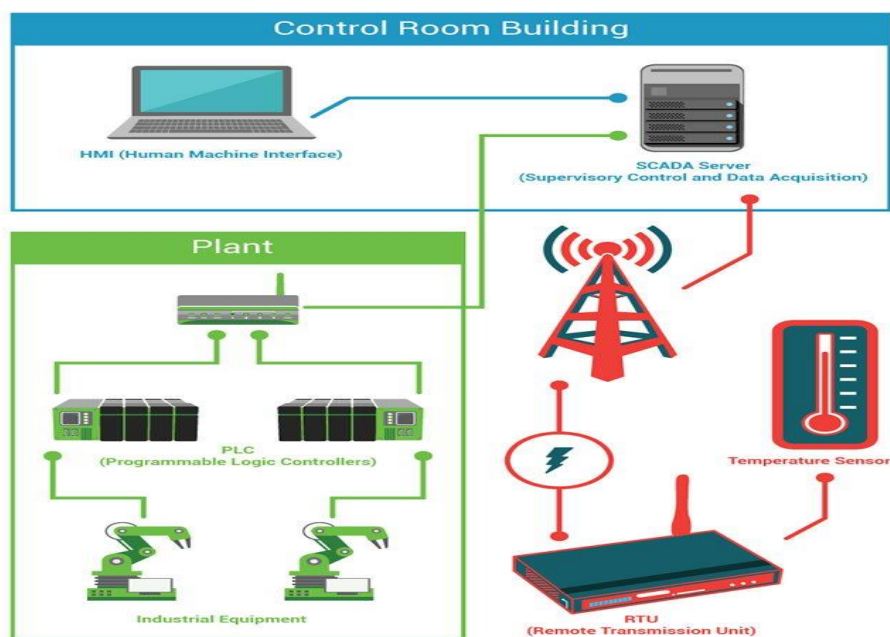 Control Room Building
HMI (Human Machine Interface)
SCADA Server
(Supervisory Control and Data Acquisition)
Plant
PLC
(Programmable Logic Controllers)
Industrial Equipment
Temperature Sensor
RTU
(Remote Transmission Unit)